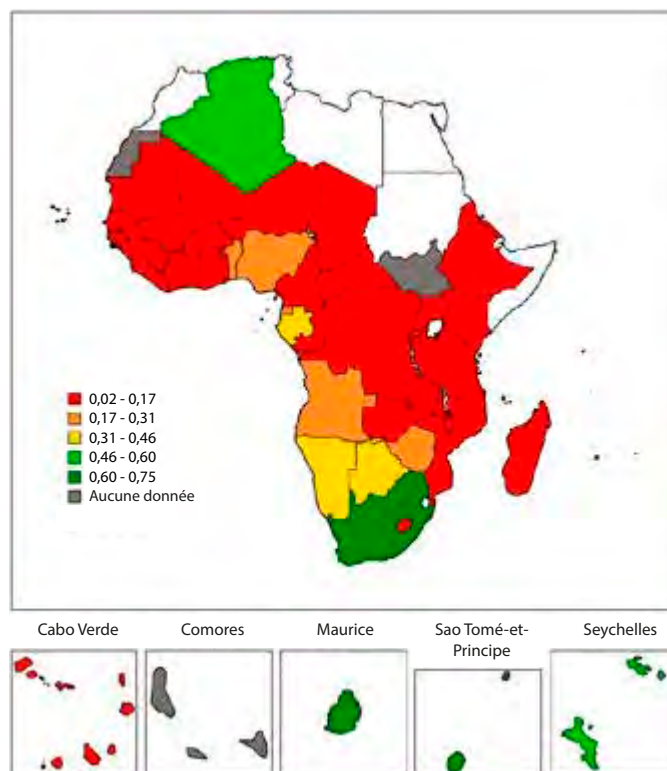 0,02 - 0,17
0,17 - 0,31
0,31 - 0,46
0,46 - 0,60
0,60 - 0,75
Aucune donnée
Cabo Verde
Comores
Maurice
Sao Tomé-et-
Principe
Seychelles